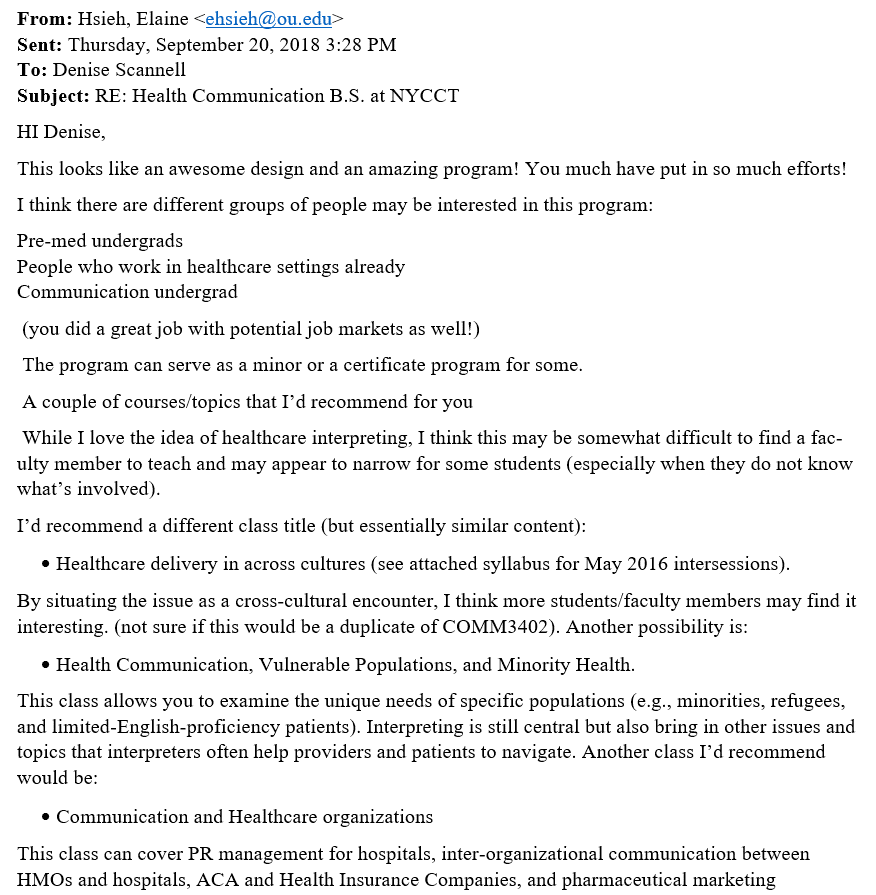 From: Hsieh, Elaine <ehsieh@ou.edu>
Sent: Thursday, September 20, 2018 3:28 PM
To: Denise Scannell
Subject: RE: Health Communication B.S. at NYCCT
HI Denise,
This looks like an awesome design and an amazing program! You much have put in so much efforts!
I think there are different groups of people may be interested in this program:
Pre-med undergrads
People who work in healthcare settings already
Communication undergrad
(you did a great job with potential job markets as well!)
The program can serve as a minor or a certificate program for some.
A couple of courses/topics that I’d recommend for you
While I love the idea of healthcare interpreting, I think this may be somewhat difficult to find a fac-
ulty member to teach and may appear to narrow for some students (especially when they do not know
what’s involved).
I’d recommend a different class title (but essentially similar content):
• Healthcare delivery in across cultures (see attached syllabus for May 2016 intersessions).
By situating the issue as a cross-cultural encounter, I think more students/faculty members may find it
interesting. (not sure if this would be a duplicate of COMM3402). Another possibility is:
• Health Communication, Vulnerable Populations, and Minority Health.
This class allows you to examine the unique needs of specific populations (e.g., minorities, refugees,
and limited-English-proficiency patients). Interpreting is still central but also bring in other issues and
topics that interpreters often help providers and patients to navigate. Another class I’d recommend
would be:
• Communication and Healthcare organizations
This class can cover PR management for hospitals, inter-organizational communication between
HMOs and hospitals, ACA and Health Insurance Companies, and pharmaceutical marketing